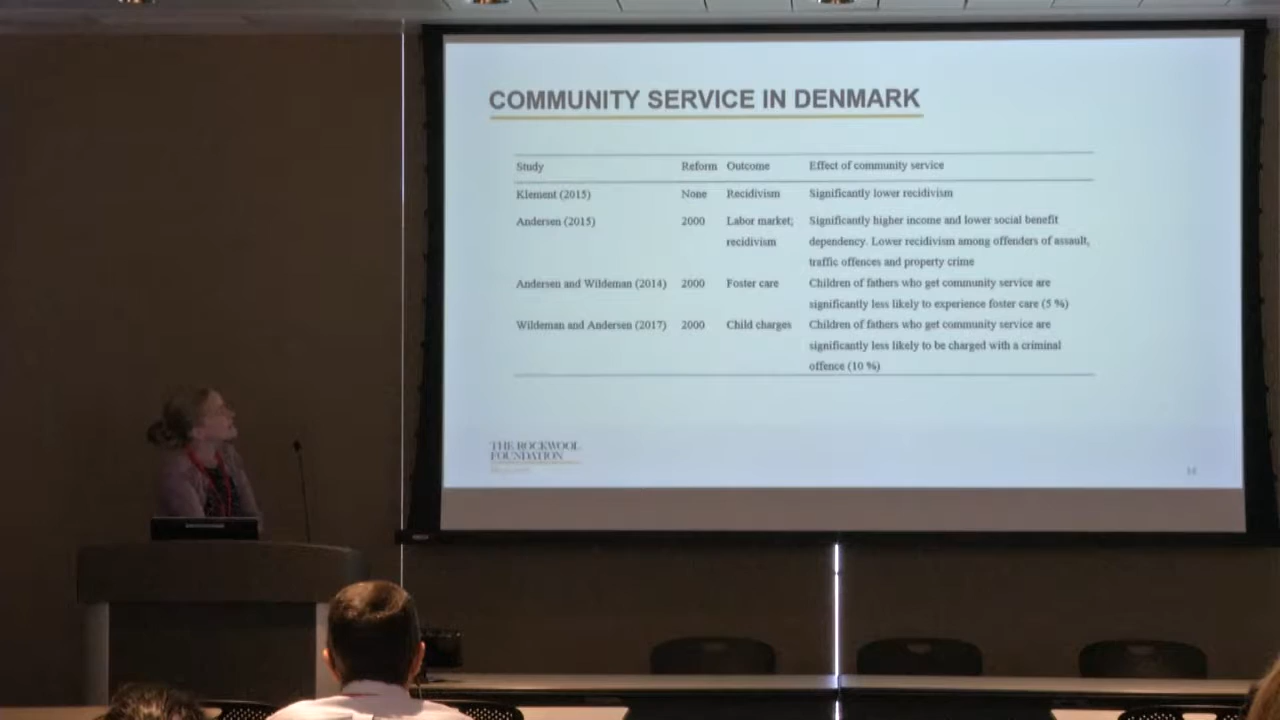 COMMUNITY SERVICE IN DENMARK
Study Reform Outcome Effect of community service
Klement (2015) None Recidivism Significantly lower recidivism
Andersen (2015) 2000 Labor market; Significantly higher income and lower social benefit
recidivism dependency. Lower recidivism among offenders of assault,
traffic offences and property crime
Andersen and Wildeman (2014) 2000 Foster care Children of fathers who get community service are
significantly less likely to experience foster care (5 %)
Wildeman and Andersen (2017) 2000 Child charges Children of fathers who get community service are
significantly less likely to be charged with a criminal
offence (10 %)
THE ROCKWOOL
FOUNDATION